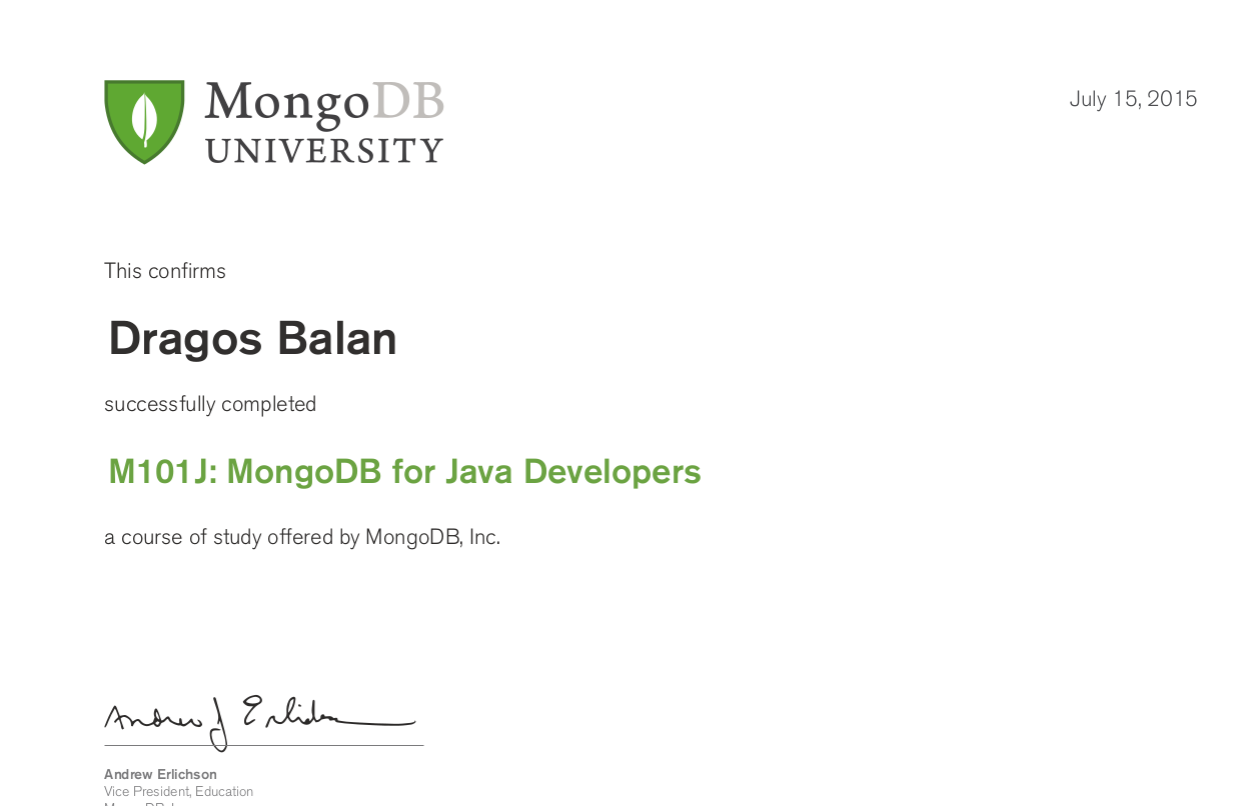 MongoDB
UNIVERSITY
July 15, 2015
This confirms
Dragos Balan
successfully completed
M101J: MongoDB for Java Developers
a course of study offered by MongoDB, Inc.
Andrew J Erlichson
Andrew Erlichson
Vice President, Education